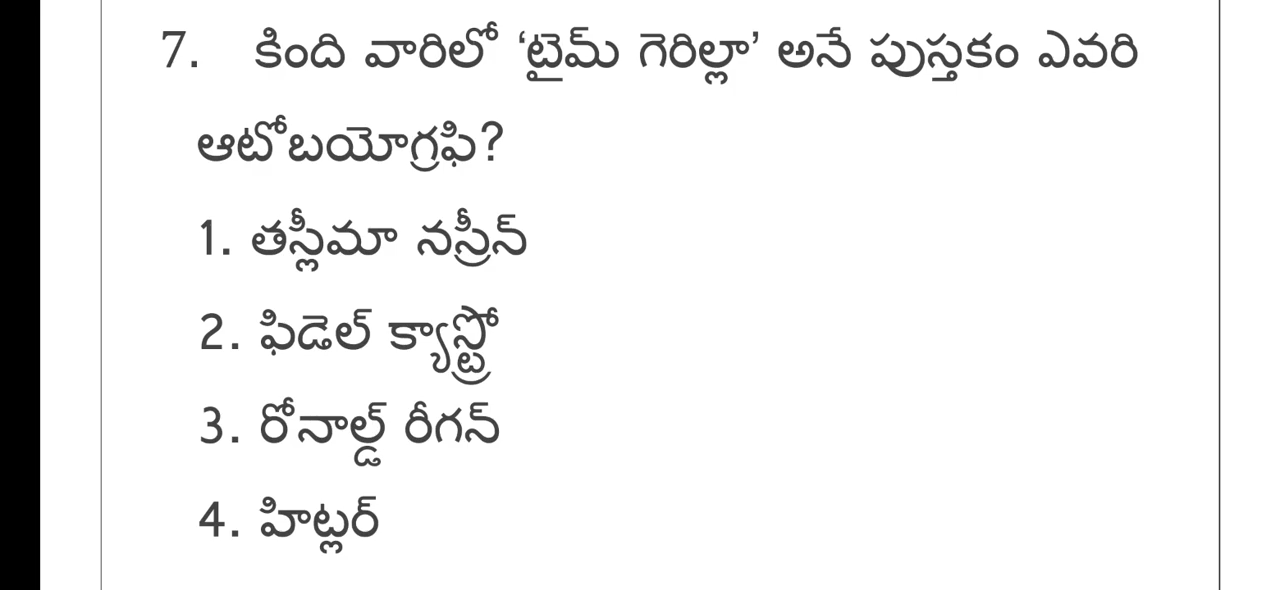 7. కింది వారిలో ‘టైమ్ గెరిల్లా’ అనే పుస్తకం ఎవరి
ఆటోబయోగ్రఫి?
1. తస్లీమా నస్రీన్
2. ఫిడెల్ క్యాస్ట్రో
3. రోనాల్డ్ రీగన్
4. హిట్లర్